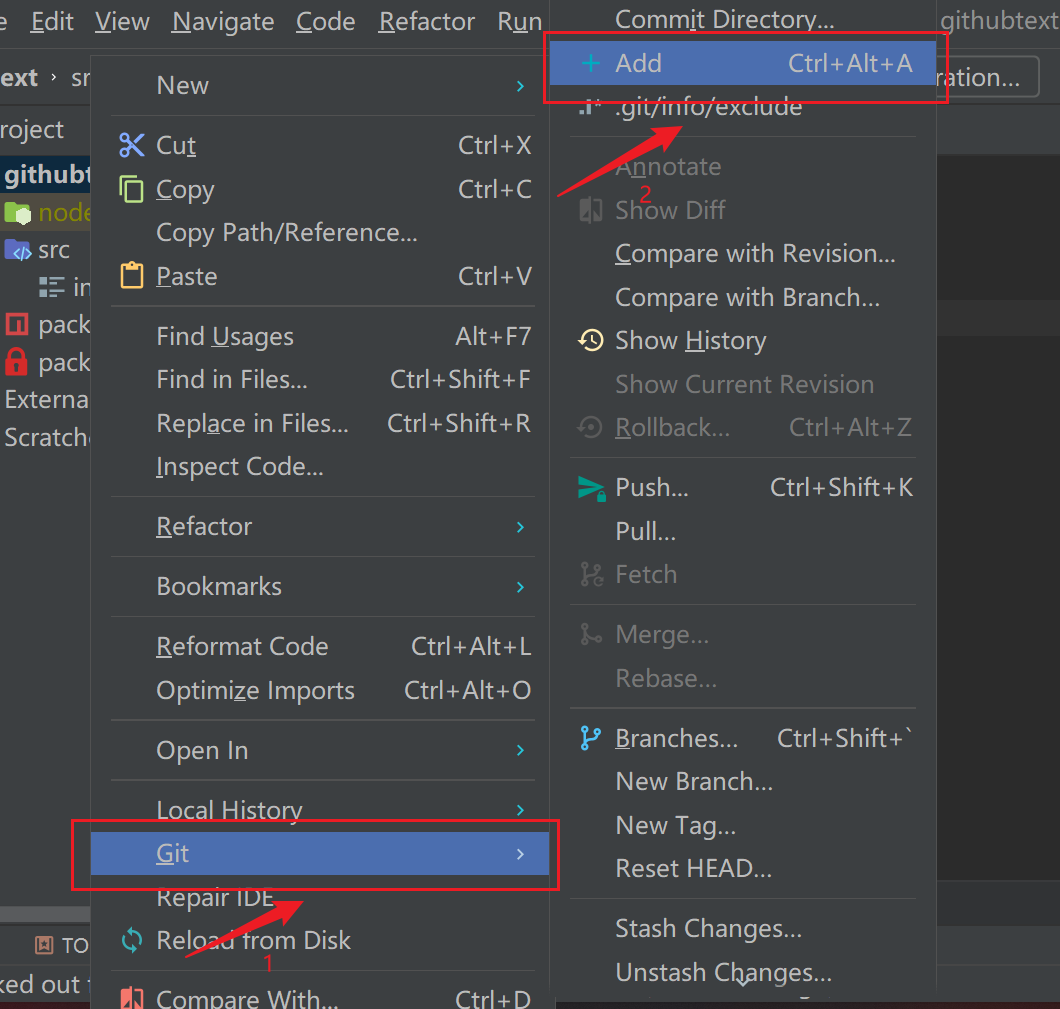 Edit View Navigate Code Refactor Run
githubtext
ext sr
ration...
roject
githubt
node
src
in
pack
pack
Externa
Scratche
TO
ked out
New
Cut Ctrl+X
Copy Ctrl+C
Copy Path/Reference...
Paste Ctrl+V
Find Usages Alt+F7
Find in Files... Ctrl+Shift+F
Replace in Files... Ctrl+Shift+R
Inspect Code...
Refactor
Bookmarks
Reformat Code Ctrl+Alt+L
Optimize Imports Ctrl+Alt+O
Open In
Local History
Git
Repair IDE
Reload from Disk
1
Compare With... Ctrl+D
Commit Directory...
Add Ctrl+Alt+A
.git/info/exclude
Annotate
2
Show Diff
Compare with Revision...
Compare with Branch...
Show History
Show Current Revision
Rollback... Ctrl+Alt+Z
Push... Ctrl+Shift+K
Pull...
Fetch
Merge...
Rebase...
Branches... Ctrl+Shift+`
New Branch...
New Tag...
Reset HEAD...
Stash Changes...
Unstash Changes...